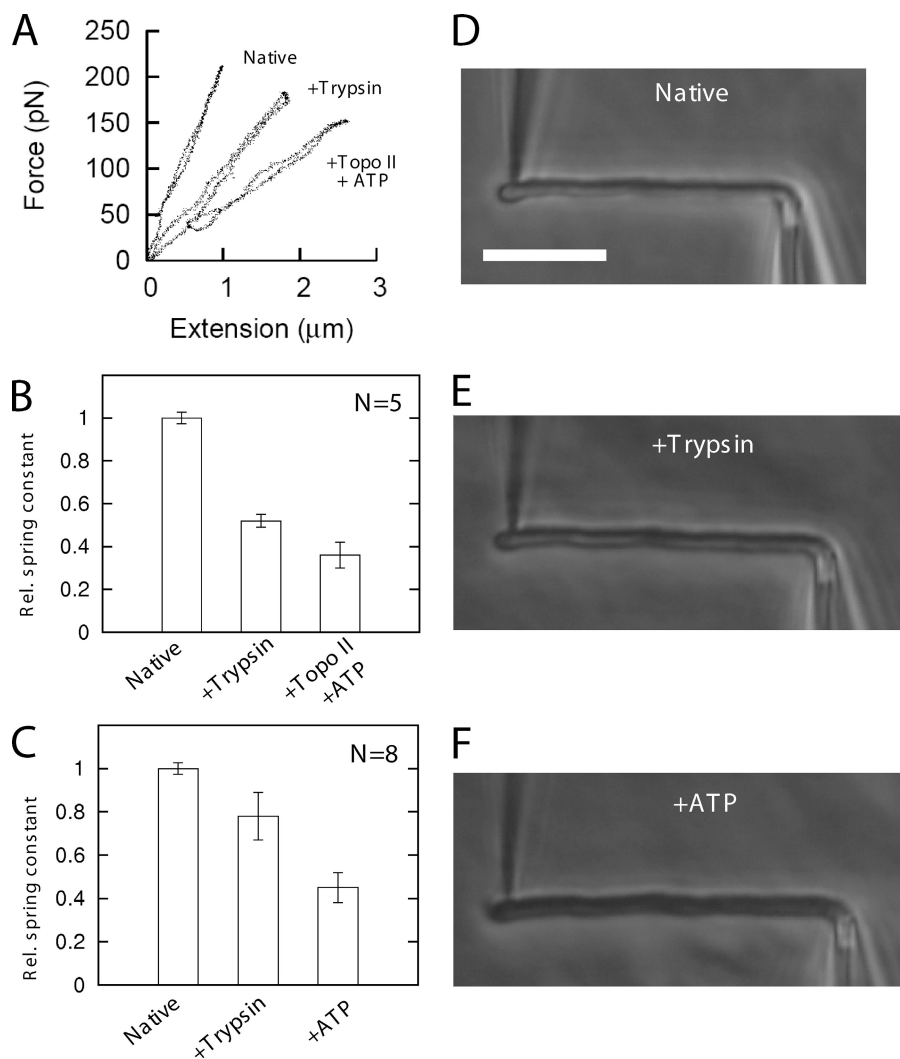 A
250
200
150
100
50
0
Force (pN)
Native
+Trypsin
+Topo II
+ ATP
0 1 2 3
Extension (μm)
B
N=5
1
0.8
0.6
0.4
0.2
0
Rel. spring constant
Native
+Trypsin
+Topo II
+ATP
C
N=8
1
0.8
0.6
0.4
0.2
0
Rel. spring constant
Native
+Trypsin
+ATP
D
Native
E
+Trypsin
F
+ATP